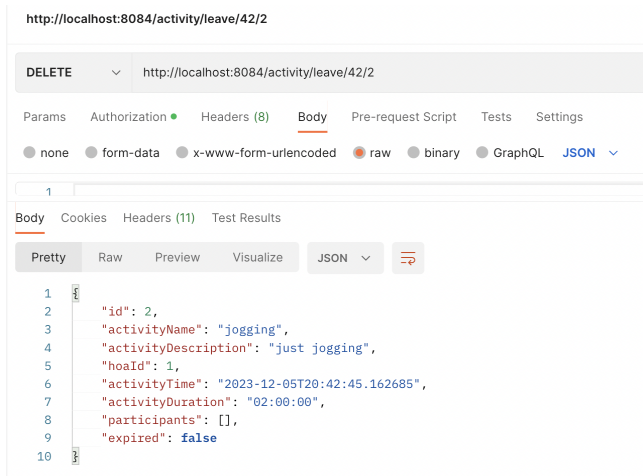 http://localhost:8084/activity/leave/42/2
DELETE http://localhost:8084/activity/leave/42/2
Params Authorization Headers (8) Body Pre-request Script Tests Settings
none form-data x-www-form-urlencoded raw binary GraphQL JSON
1
Body Cookies Headers (11) Test Results
Pretty Raw Preview Visualize JSON
1 {
2 "id": 2,
3 "activityName": "jogging",
4 "activityDescription": "just jogging",
5 "hoaId": 1,
6 "activityTime": "2023-12-05T20:42:45.162685",
7 "activityDuration": "02:00:00",
8 "participants": [],
9 "expired": false
10 }